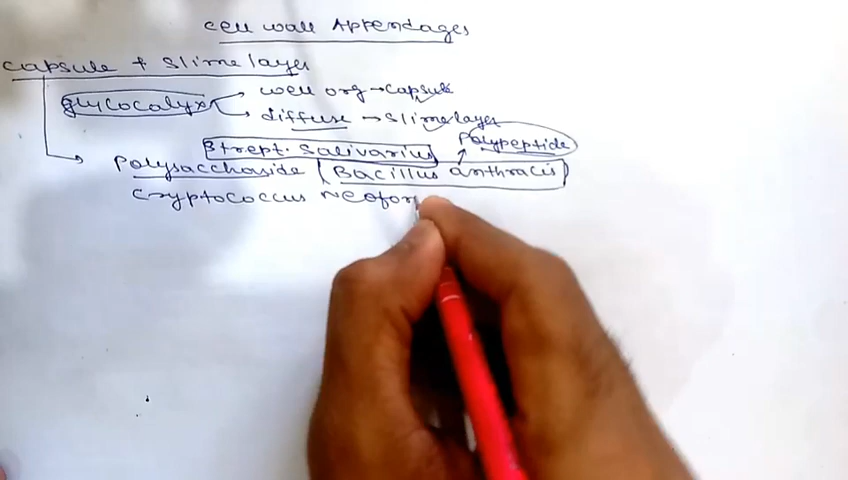 Cell wall Appendages
Capsule + Slime layer
glycocalyx
well org → Capsule
diffuse → Slime layer
Strept. Salivarius
Polypeptide
Polysaccharide ( Bacillus anthracis
Cryptococcus Neofor